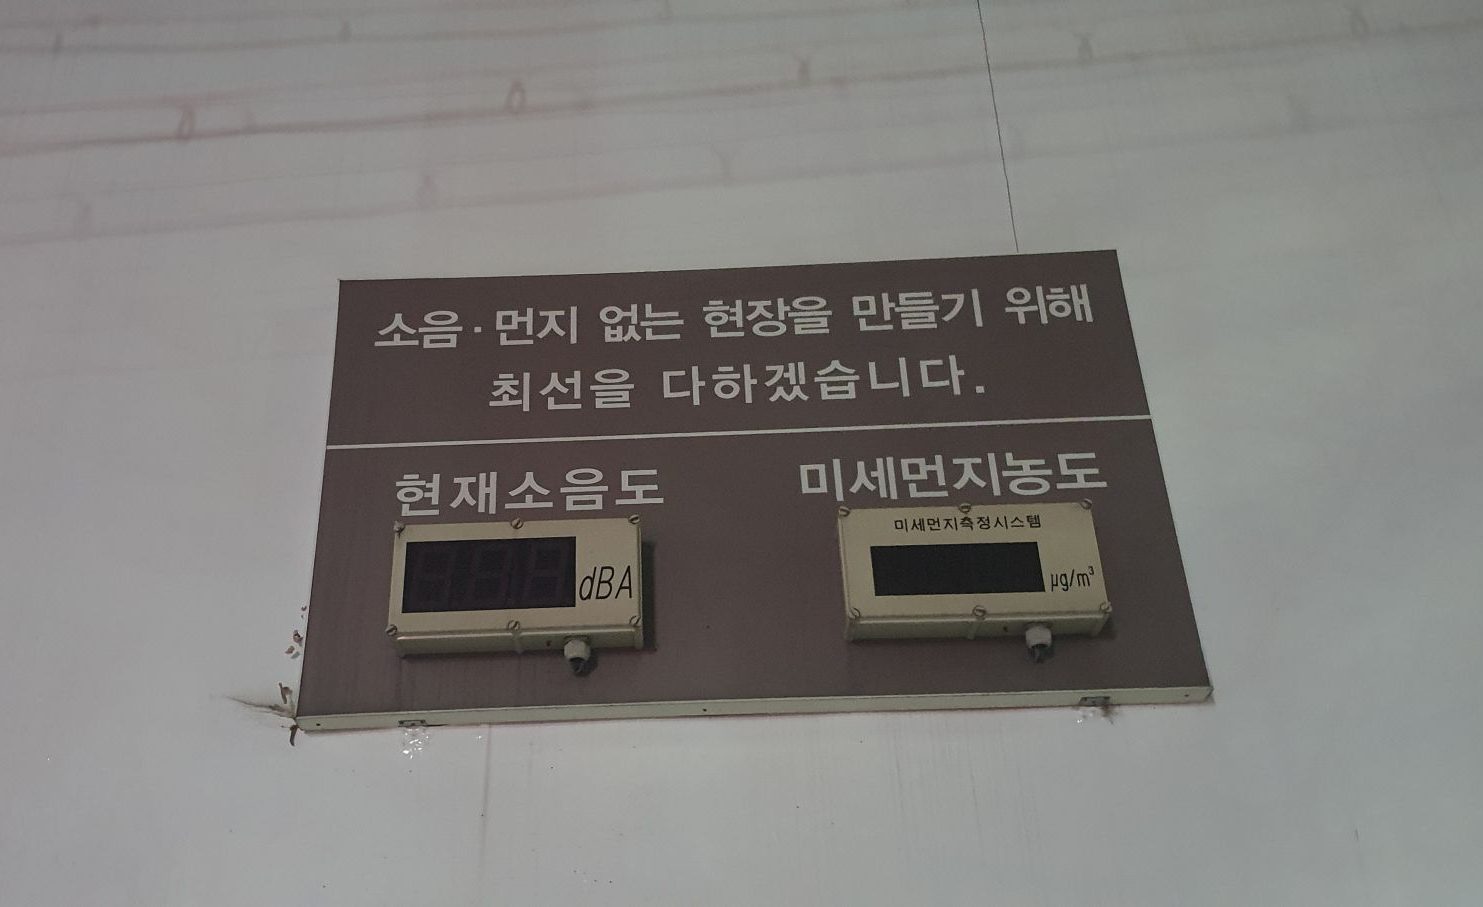 소음·먼지 없는 현장을 만들기 위해
최선을 다하겠습니다.
현재소음도
미세먼지농도
미세먼지측정시스템
dBA
μg/m³